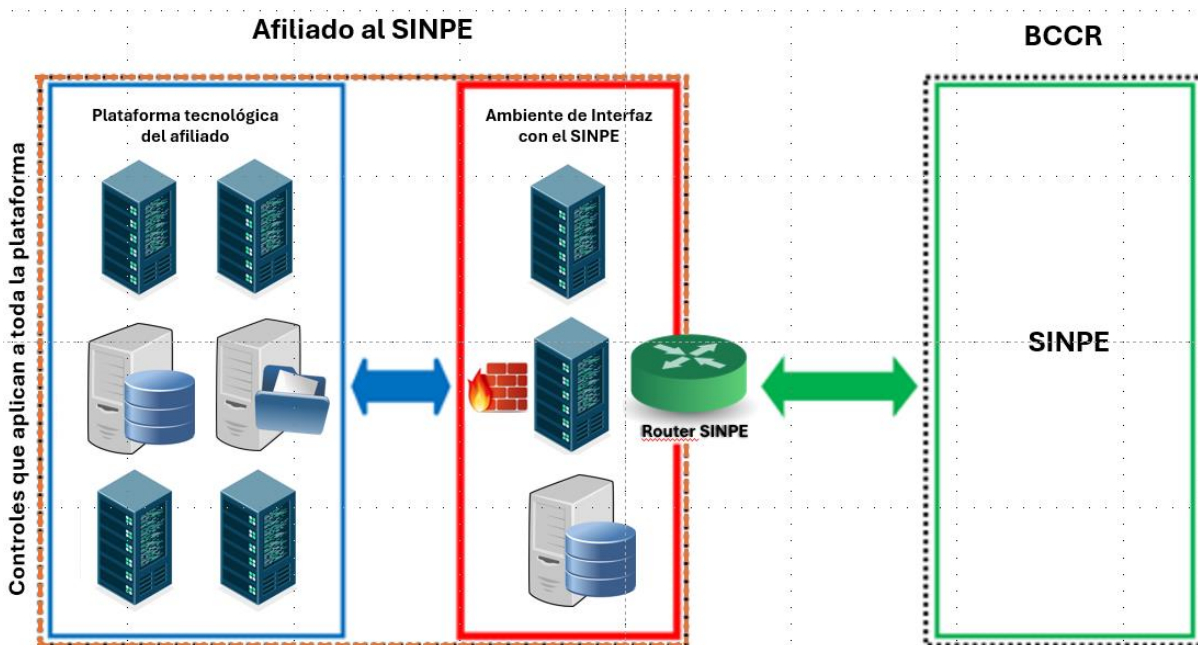 Afiliado al SINPE
BCCR
Controles que aplican a toda la plataforma
Plataforma tecnológica
del afiliado
Ambiente de Interfaz
con el SINPE
Router SINPE
SINPE